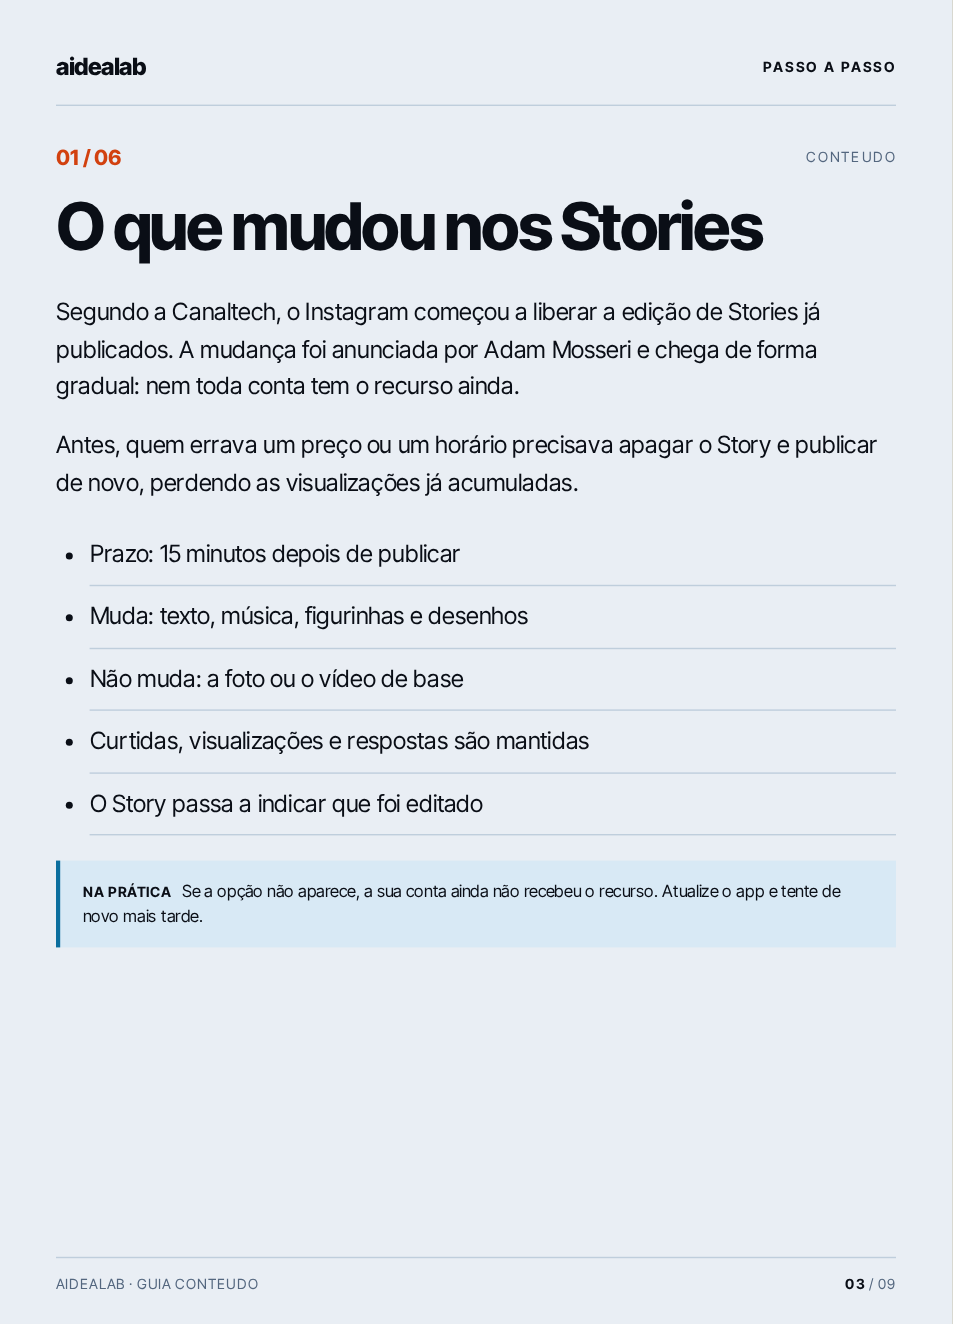 aidealab
PASSO A PASSO
01 / 06
CONTEUDO
O que mudou nos Stories
Segundo a Canaltech, o Instagram começou a liberar a edição de Stories já
publicados. A mudança foi anunciada por Adam Mosseri e chega de forma
gradual: nem toda conta tem o recurso ainda.
Antes, quem errava um preço ou um horário precisava apagar o Story e publicar
de novo, perdendo as visualizações já acumuladas.
• Prazo: 15 minutos depois de publicar
• Muda: texto, música, figurinhas e desenhos
• Não muda: a foto ou o vídeo de base
• Curtidas, visualizações e respostas são mantidas
• O Story passa a indicar que foi editado
NA PRÁTICA Se a opção não aparece, a sua conta ainda não recebeu o recurso. Atualize o app e tente de
novo mais tarde.
AIDEALAB · GUIA CONTEUDO
03 / 09